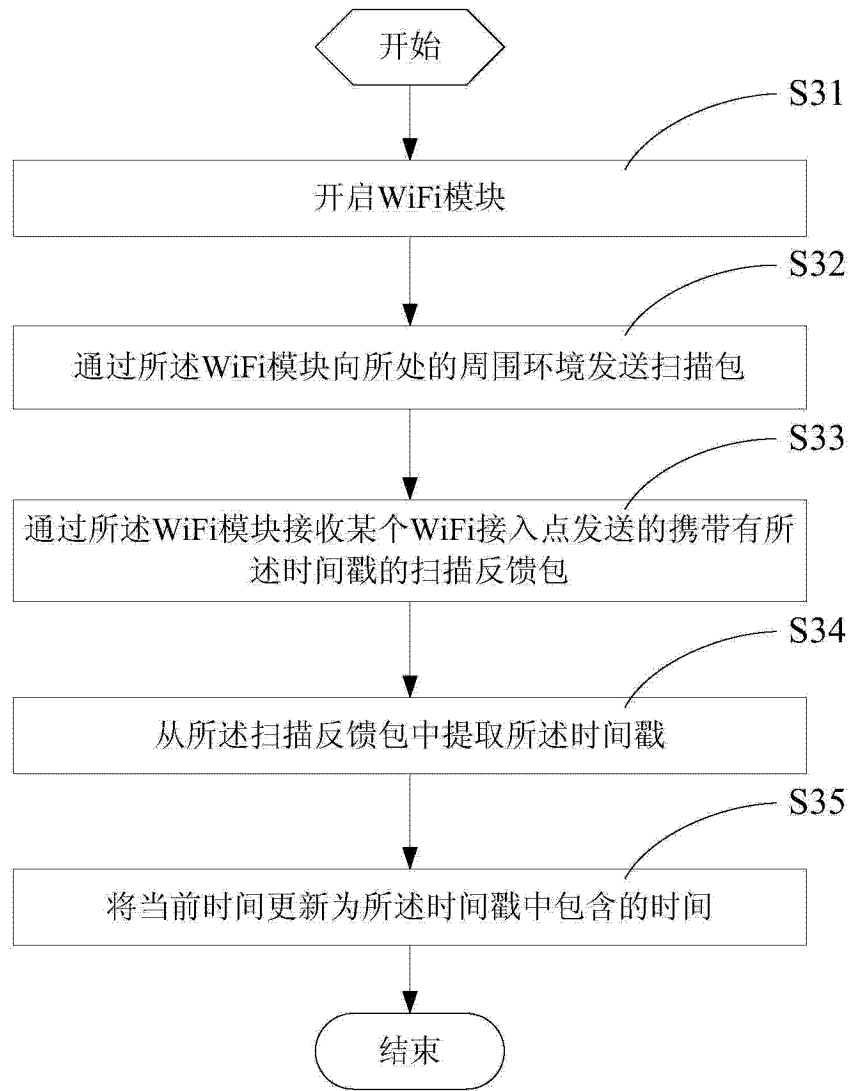 开始
S31
开启WiFi模块
S32
通过所述WiFi模块向所处的周围环境发送扫描包
S33
通过所述WiFi模块接收某个WiFi接入点发送的携带有所
述时间戳的扫描反馈包
S34
从所述扫描反馈包中提取所述时间戳
S35
将当前时间更新为所述时间戳中包含的时间
结束